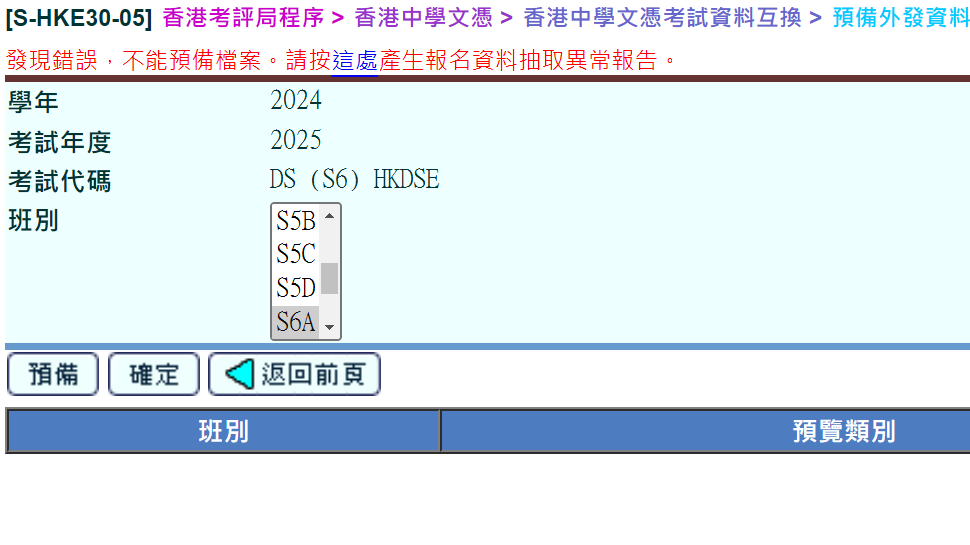 [S-HKE30-05] 香港考評局程序 > 香港中學文憑 > 香港中學文憑考試資料互換 > 預備外發資料
發現錯誤，不能預備檔案。請按這處產生報名資料抽取異常報告。
學年 2024
考試年度 2025
考試代碼 DS (S6) HKDSE
班別 S5B
S5C
S5D
S6A
預備 確定 返回前頁
班別 預覽類別